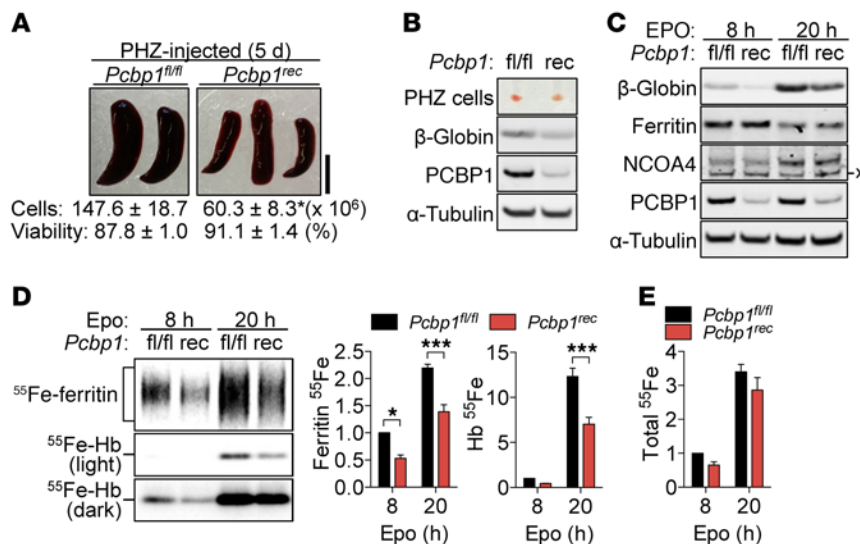 A
PHZ-injected (5 d)
Pcbp1fl/fl Pcbp1rec
Cells: 147.6 ± 18.7 60.3 ± 8.3*(x 10⁶)
Viability: 87.8 ± 1.0 91.1 ± 1.4 (%)
B
Pcbp1: fl/fl rec
PHZ cells
β-Globin
PCBP1
α-Tubulin
C
EPO: 8 h 20 h
Pcbp1: fl/fl rec fl/fl rec
β-Globin
Ferritin
NCOA4
-x
PCBP1
α-Tubulin
D
Epo: 8 h 20 h
Pcbp1: fl/fl rec fl/fl rec
⁵⁵Fe-ferritin
⁵⁵Fe-Hb
(light)
⁵⁵Fe-Hb
(dark)
Pcbp1fl/fl Pcbp1rec
Ferritin ⁵⁵Fe
2.5
2.0
1.5
1.0
0.5
0.0
*
***
8 20
Epo (h)
Hb ⁵⁵Fe
15
10
5
0
***
8 20
Epo (h)
E
Pcbp1fl/fl
Pcbp1rec
Total ⁵⁵Fe
4
3
2
1
0
8 20
Epo (h)